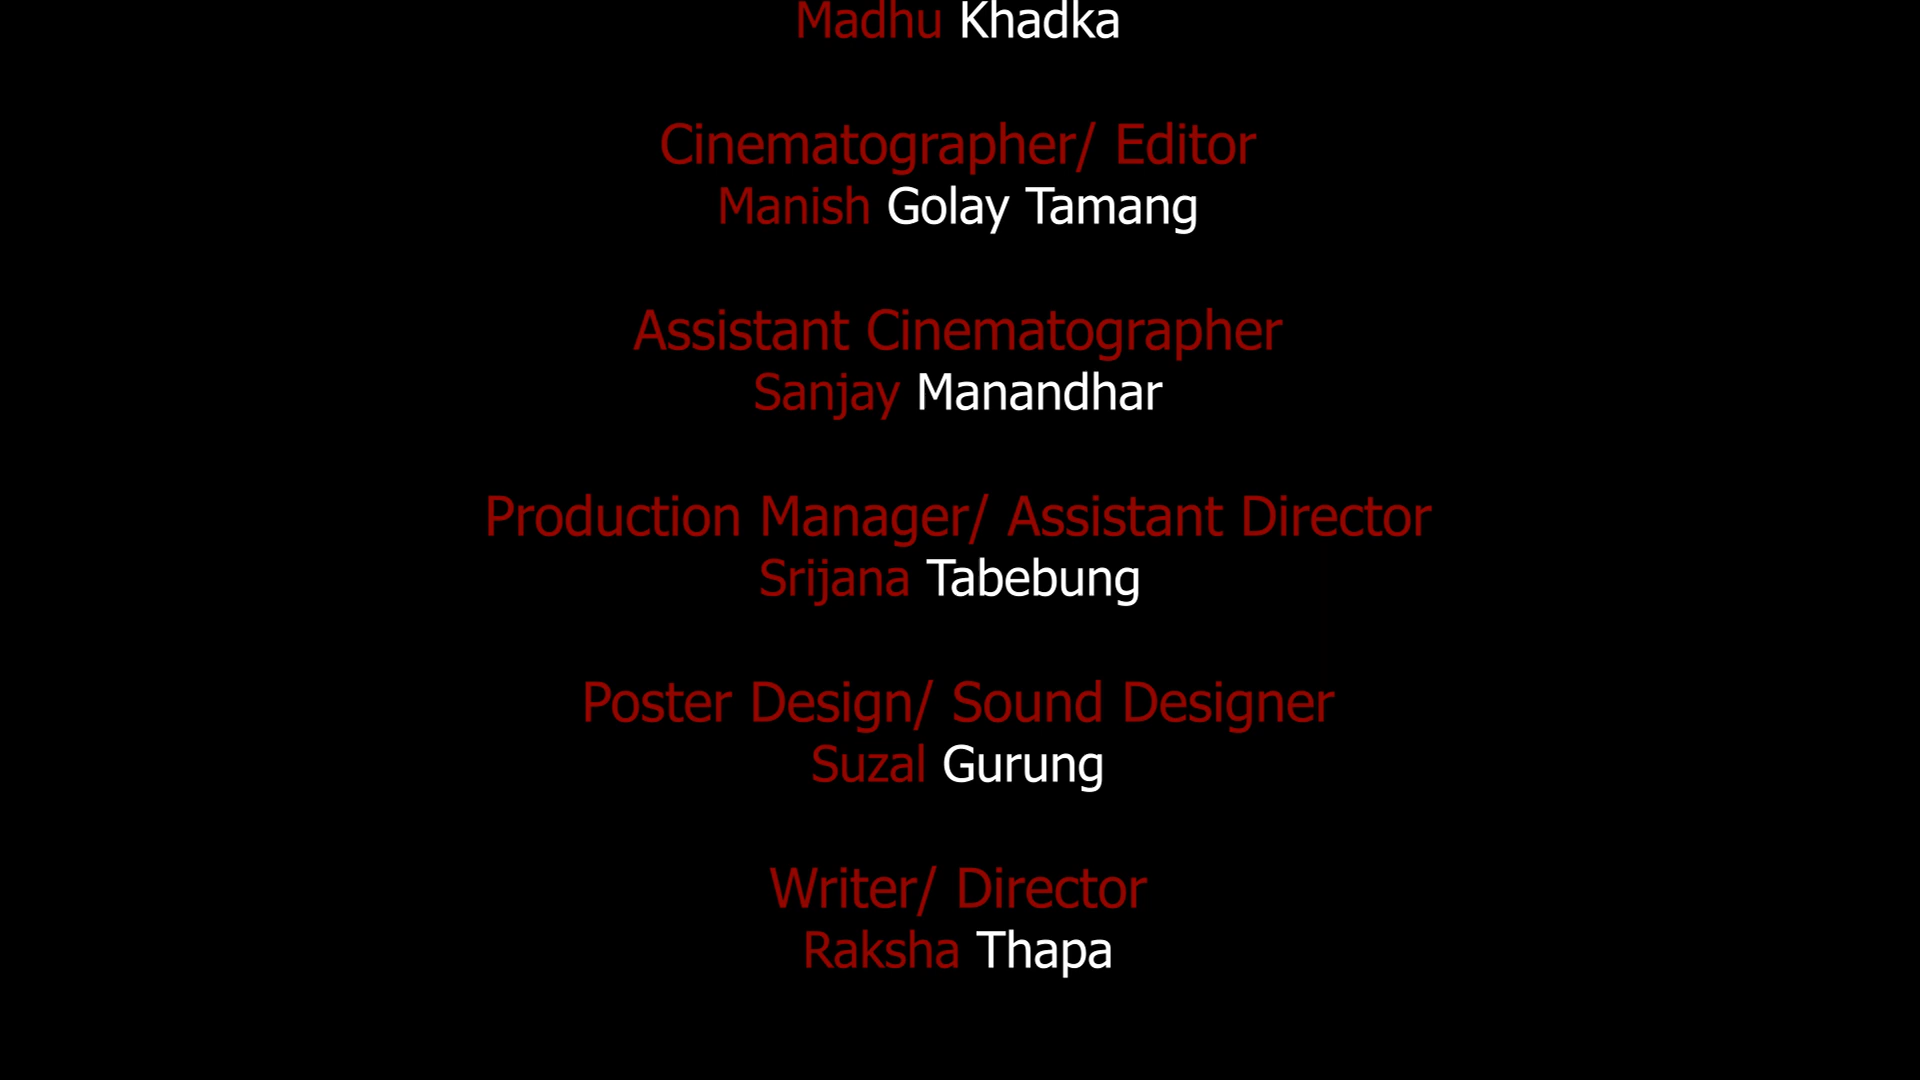 Madhu Khadka
Cinematographer/ Editor
Manish Golay Tamang
Assistant Cinematographer
Sanjay Manandhar
Production Manager/ Assistant Director
Srijana Tabebung
Poster Design/ Sound Designer
Suzal Gurung
Writer/ Director
Raksha Thapa